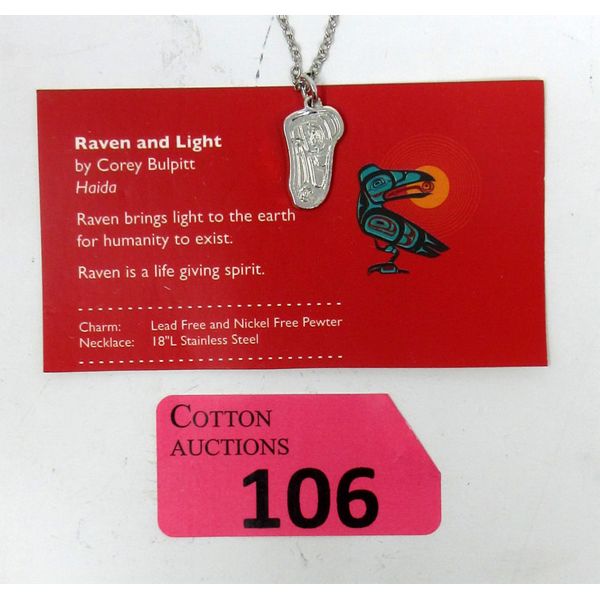 Raven and Light
by Corey Bulpitt
Haida
Raven brings light to the earth
for humanity to exist.
Raven is a life giving spirit.
Charm: Lead Free and Nickel Free Pewter
Necklace: 18"L Stainless Steel
COTTON
AUCTIONS
106